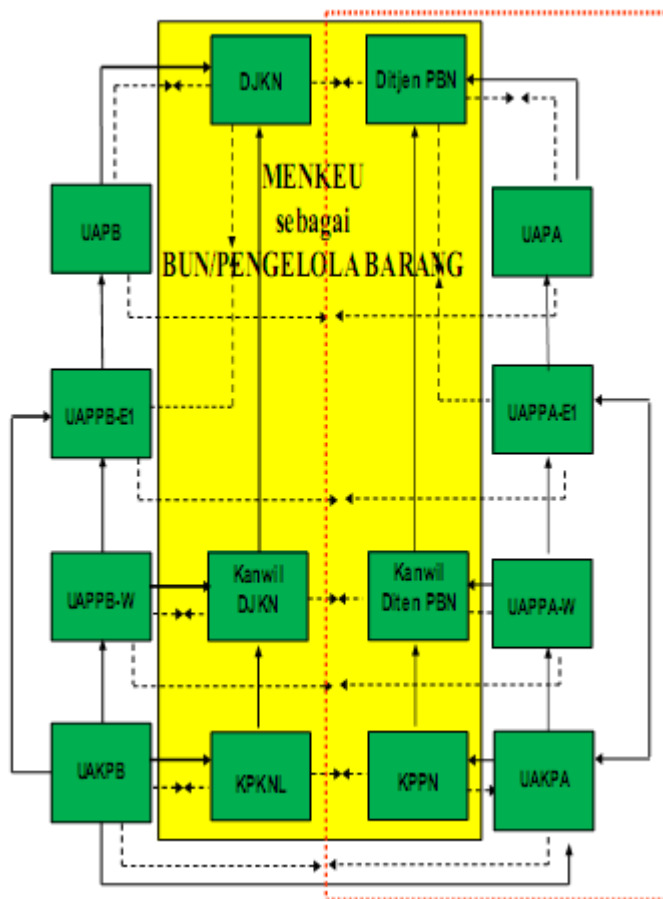 DJKN
Ditjen PBN
MENKEU
sebagai
BUN/PENGELOLA BARANG
UAPB
UAPA
UAPPB-E1
UAPPA-E1
UAPPB-W
Kanwil
DJKN
Kanwil
Diten PBN
UAPPA-W
UAKPB
KPKNL
KPPN
UAKPA